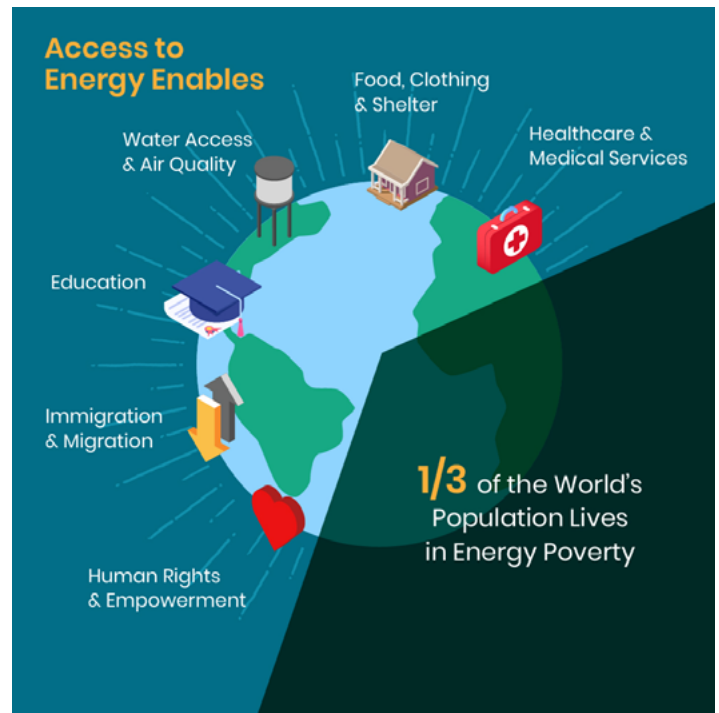 Access to
Energy Enables
Food, Clothing
& Shelter
Water Access
& Air Quality
Healthcare &
Medical Services
Education
Immigration
& Migration
Human Rights
& Empowerment
1/3 of the World's
Population Lives
in Energy Poverty